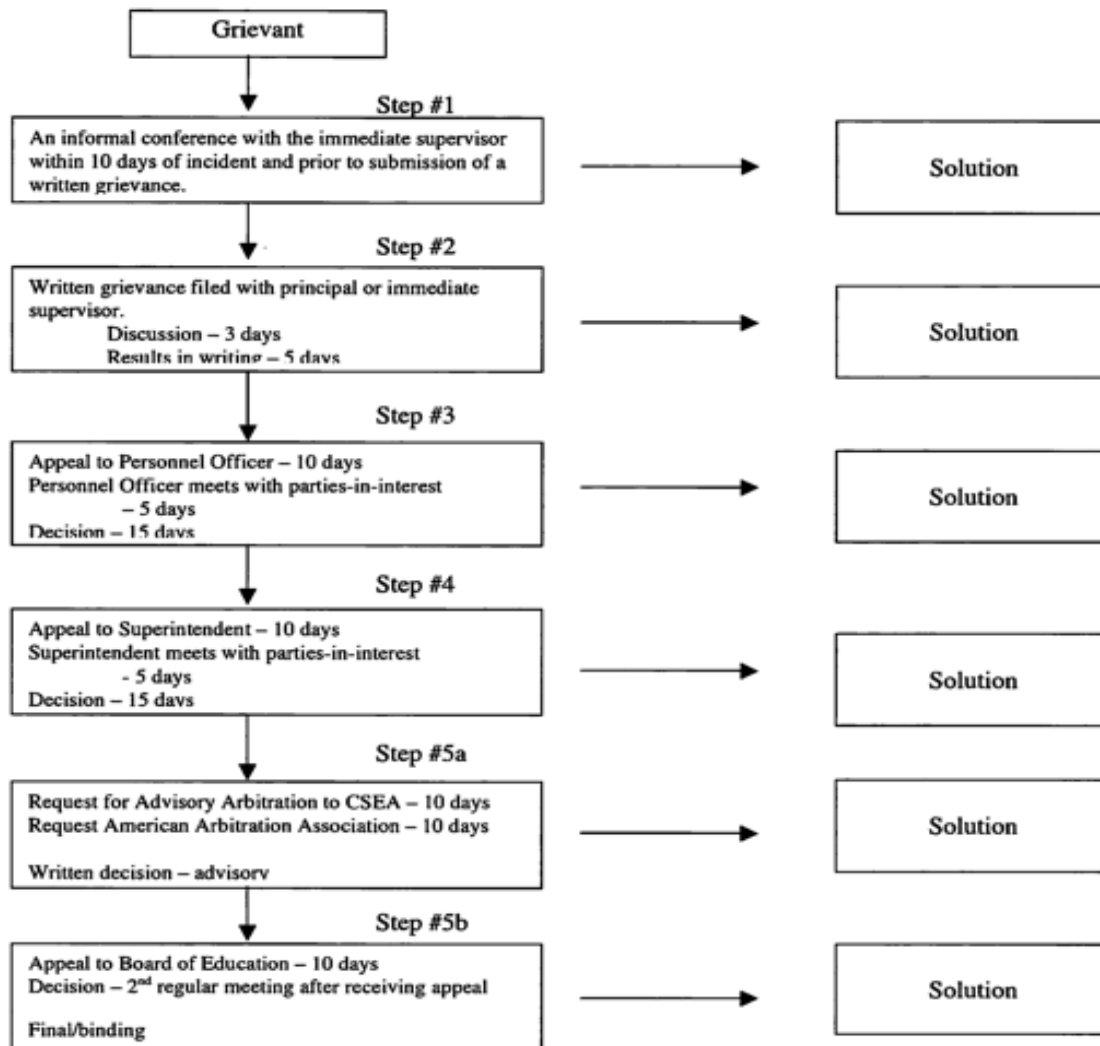 Grievant
Step #1
An informal conference with the immediate supervisor
within 10 days of incident and prior to submission of a
written grievance.
Solution
Step #2
Written grievance filed with principal or immediate
supervisor.
Discussion – 3 days
Results in writing – 5 days
Solution
Step #3
Appeal to Personnel Officer – 10 days
Personnel Officer meets with parties-in-interest
– 5 days
Decision – 15 days
Solution
Step #4
Appeal to Superintendent – 10 days
Superintendent meets with parties-in-interest
- 5 days
Decision – 15 days
Solution
Step #5a
Request for Advisory Arbitration to CSEA – 10 days
Request American Arbitration Association – 10 days
Written decision – advisory
Solution
Step #5b
Appeal to Board of Education – 10 days
Decision – 2nd regular meeting after receiving appeal
Final/binding
Solution